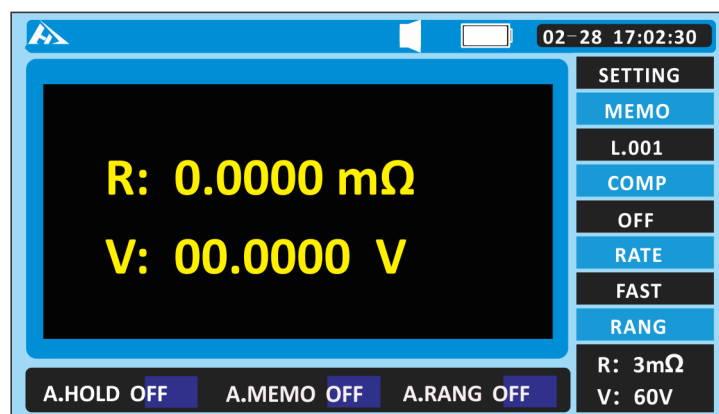 02-28 17:02:30
R: 0.0000 mΩ
V: 00.0000 V
SETTING
MEMO
L.001
COMP
OFF
RATE
FAST
RANG
R: 3mΩ
V: 60V
A.HOLD OFF A.MEMO OFF A.RANG OFF